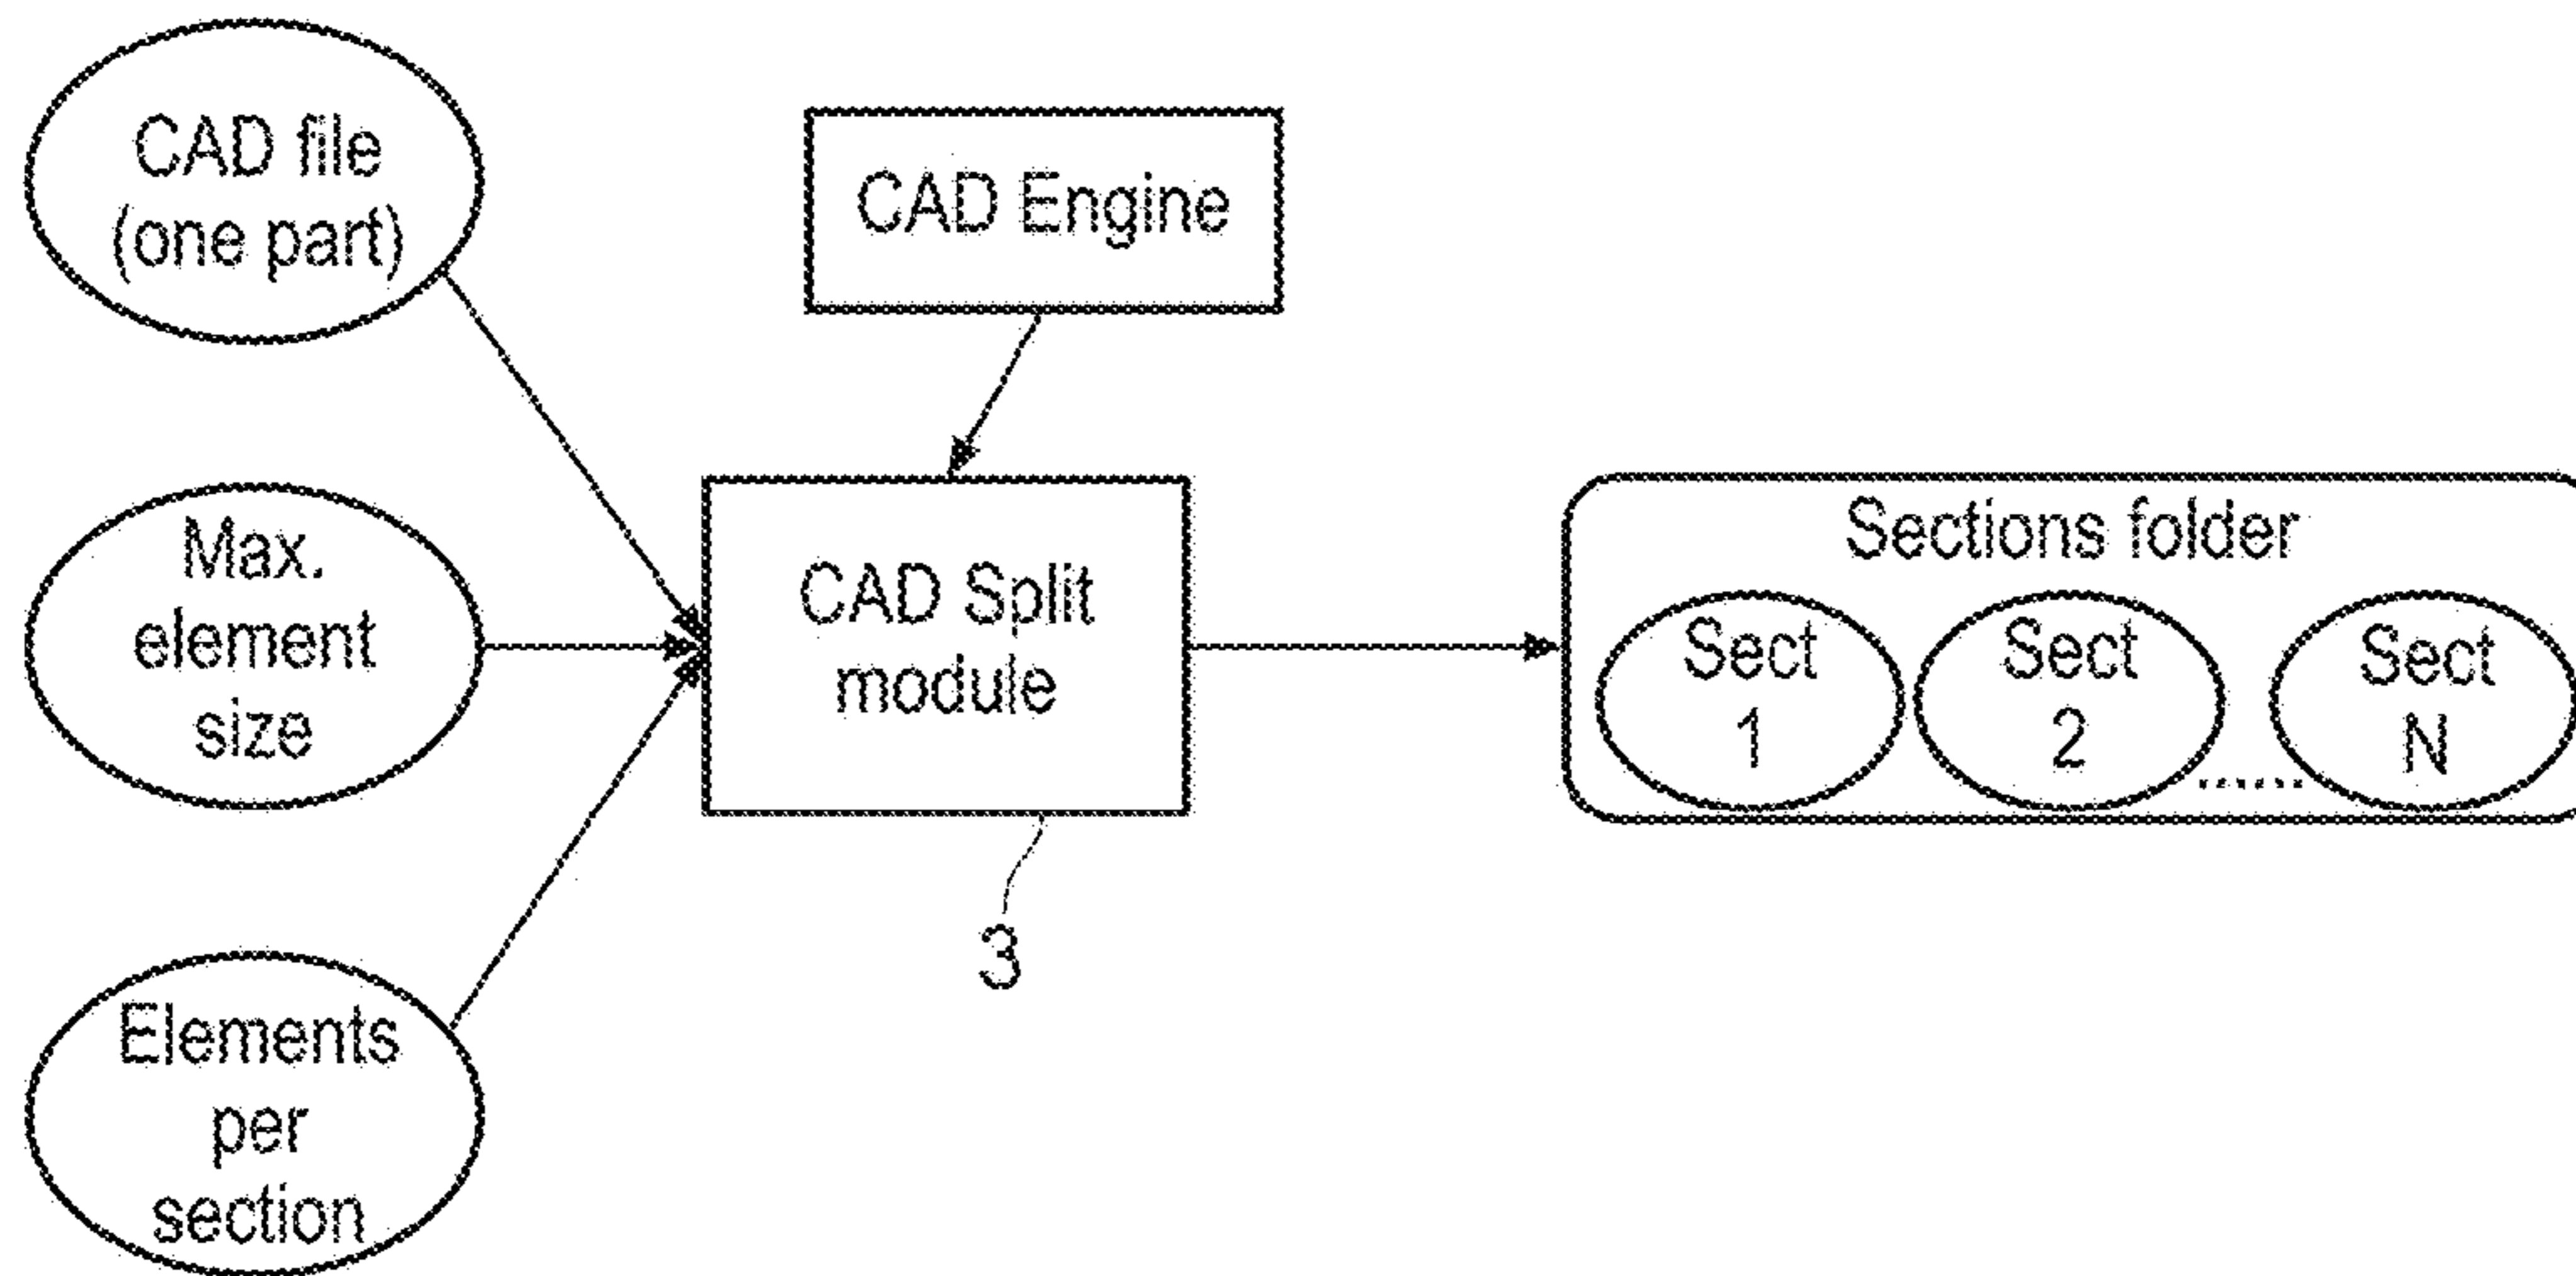 CAD file
(one part)
CAD Engine
Max.
element
size
CAD Split
module
3
Elements
per
section
Sections folder
Sect
1
Sect
2
......
Sect
N